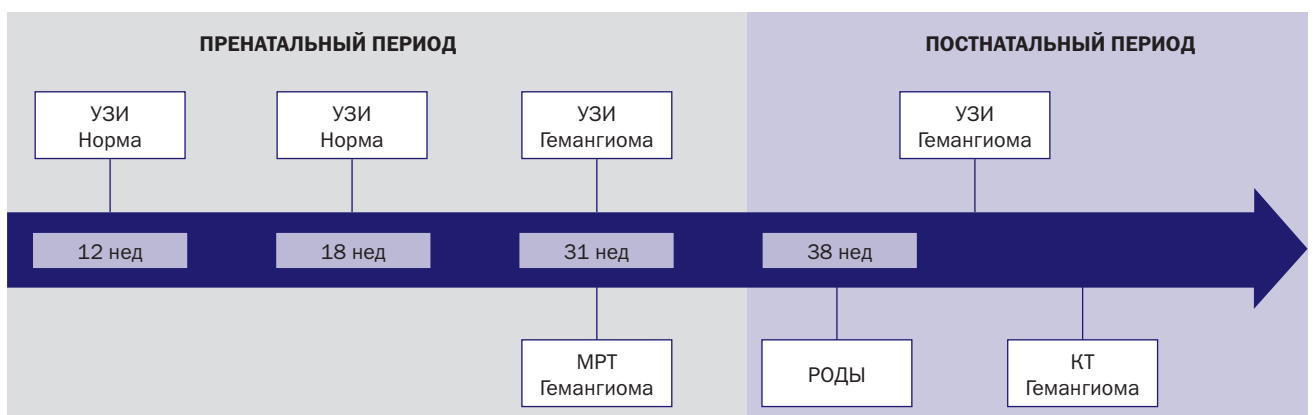 ПРЕНАТАЛЬНЫЙ ПЕРИОД
ПОСТНАТАЛЬНЫЙ ПЕРИОД
УЗИ
Норма
УЗИ
Норма
УЗИ
Гемангиома
УЗИ
Гемангиома
12 нед
18 нед
31 нед
38 нед
МРТ
Гемангиома
РОДЫ
КТ
Гемангиома